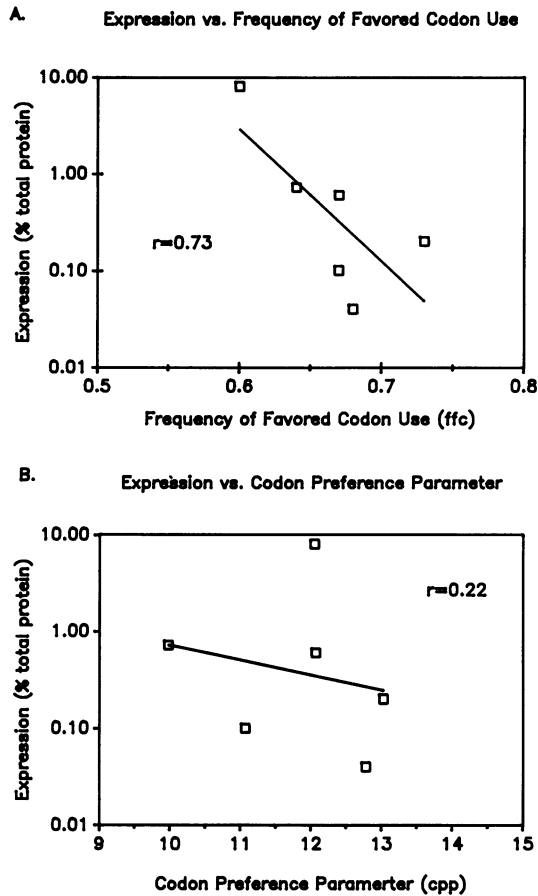 A.
Expression vs. Frequency of Favored Codon Use
Expression (% total protein)
10.00
1.00
0.10
0.01
r=0.73
0.5 0.6 0.7 0.8
Frequency of Favored Codon Use (ffc)
B.
Expression vs. Codon Preference Parameter
Expression (% total protein)
10.00
1.00
0.10
0.01
r=0.22
9 10 11 12 13 14 15
Codon Preference Paramerter (cpp)